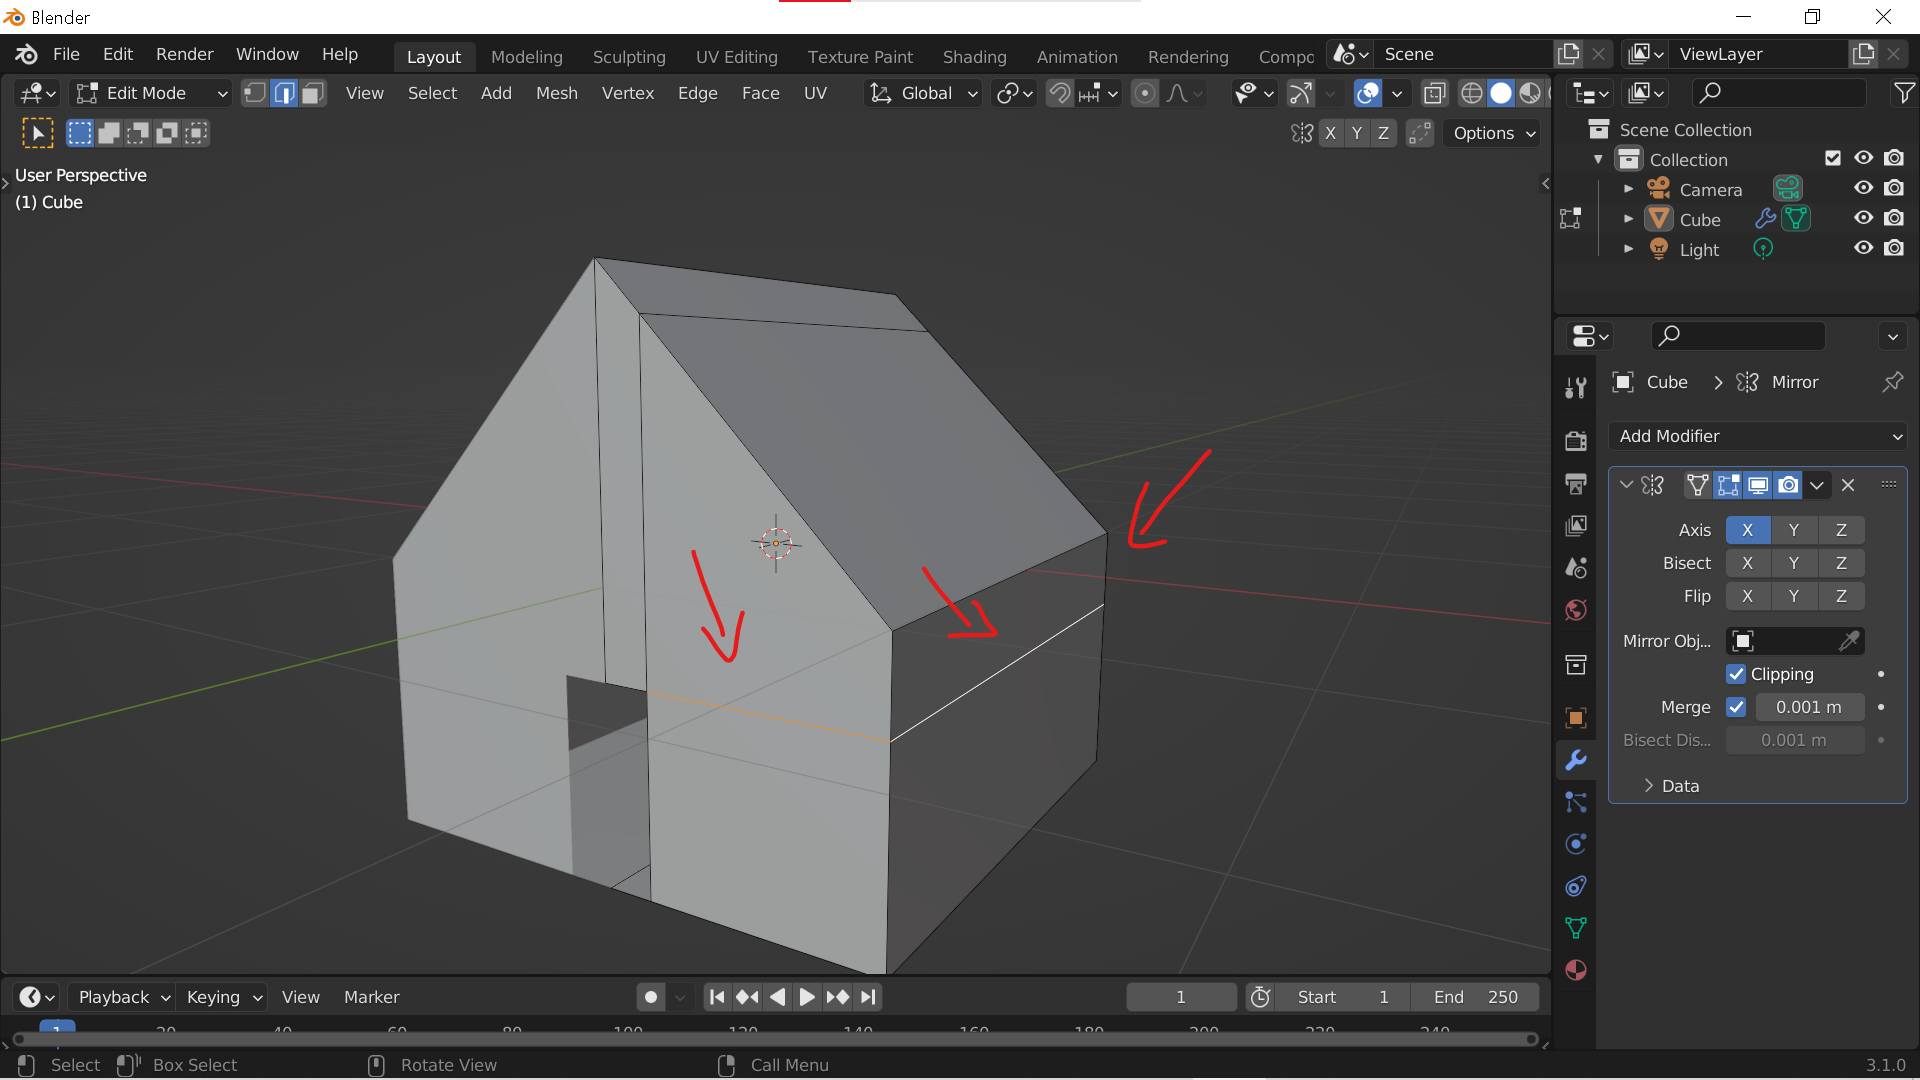 Blender
File Edit Render Window Help Layout Modeling Sculpting UV Editing Texture Paint Shading Animation Rendering Compo Scene ViewLayer
Edit Mode View Select Add Mesh Vertex Edge Face UV Global
X Y Z Options
User Perspective
(1) Cube
Scene Collection
Collection
Camera
Cube
Light
Cube > Mirror
Add Modifier
Axis X Y Z
Bisect X Y Z
Flip X Y Z
Mirror Obj...
Clipping
Merge 0.001 m
Bisect Dis... 0.001 m
Data
Playback Keying View Marker 1 Start 1 End 250
1 20 40 60 80 100 120 140 160 180 200 220 240
Select Box Select Rotate View Call Menu 3.1.0